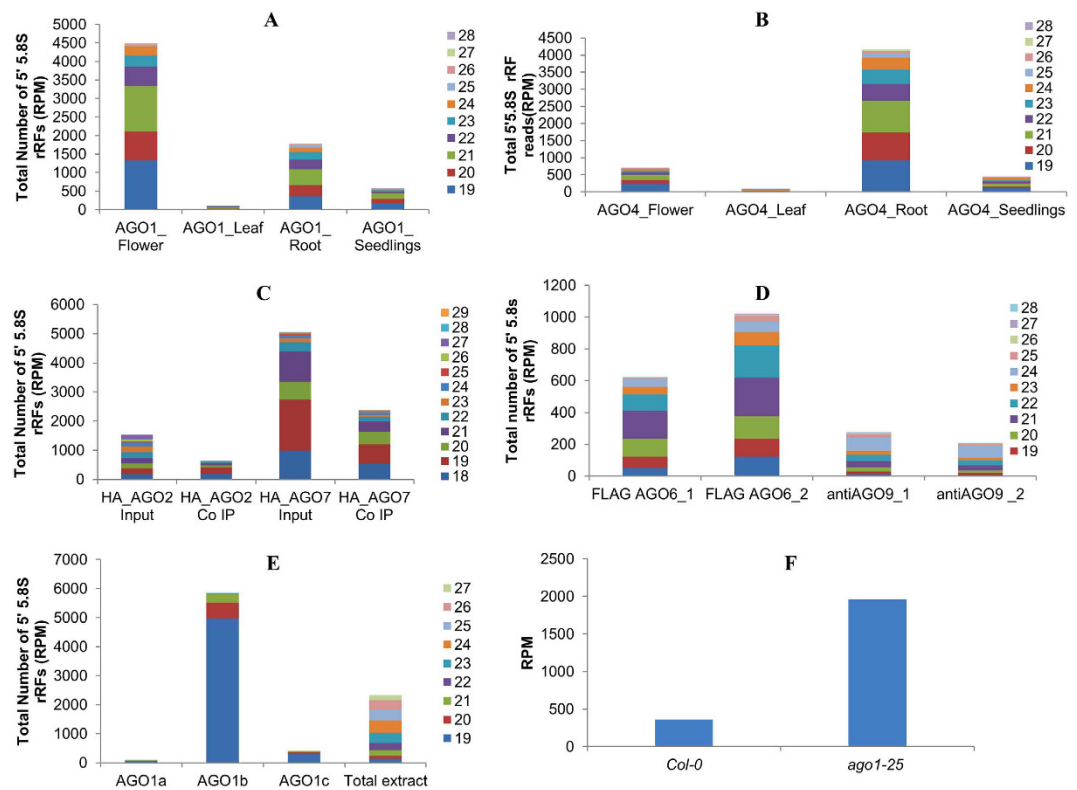 A
Total Number of 5' 5.8S
rRFs (RPM)
5000
4500
4000
3500
3000
2500
2000
1500
1000
500
0
AGO1_
Flower
AGO1_Leaf
AGO1_
Root
AGO1_
Seedlings
28
27
26
25
24
23
22
21
20
19
B
Total 5'5.8S rRF
reads(RPM)
4500
4000
3500
3000
2500
2000
1500
1000
500
0
AGO4_Flower
AGO4_Leaf
AGO4_Root
AGO4_Seedlings
28
27
26
25
24
23
22
21
20
19
C
Total Number of 5' 5.8S
rRFs (RPM)
6000
5000
4000
3000
2000
1000
0
HA_AGO2
Input
HA_AGO2
Co IP
HA_AGO7
Input
HA_AGO7
Co IP
29
28
27
26
25
24
23
22
21
20
19
18
D
Total number of 5' 5.8s
rRFs (RPM)
1200
1000
800
600
400
200
0
FLAG AGO6_1
FLAG AGO6_2
antiAGO9_1
antiAGO9 _2
28
27
26
25
24
23
22
21
20
19
E
Total Number of 5' 5.8S
rRFs (RPM)
7000
6000
5000
4000
3000
2000
1000
0
AGO1a
AGO1b
AGO1c
Total extract
27
26
25
24
23
22
21
20
19
F
RPM
2500
2000
1500
1000
500
0
Col-0
ago1-25